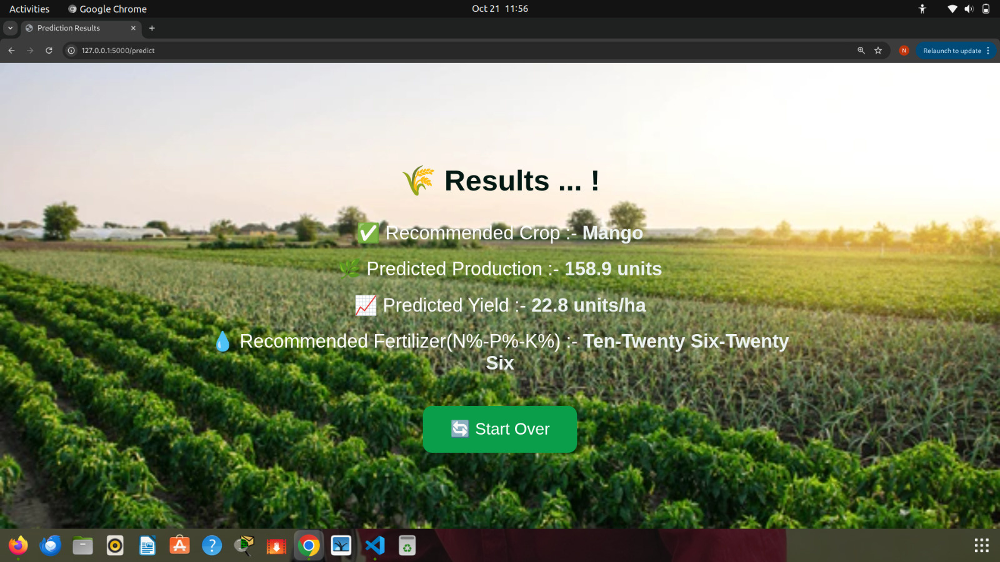 Activities Google Chrome Oct 21 11:56
Prediction Results
127.0.0.1:5000/predict N Relaunch to update
🌾 Results ... !
✅ Recommended Crop :- Mango
🌿 Predicted Production :- 158.9 units
📈 Predicted Yield :- 22.8 units/ha
💧 Recommended Fertilizer(N%-P%-K%) :- Ten-Twenty Six-Twenty
Six
🔄 Start Over